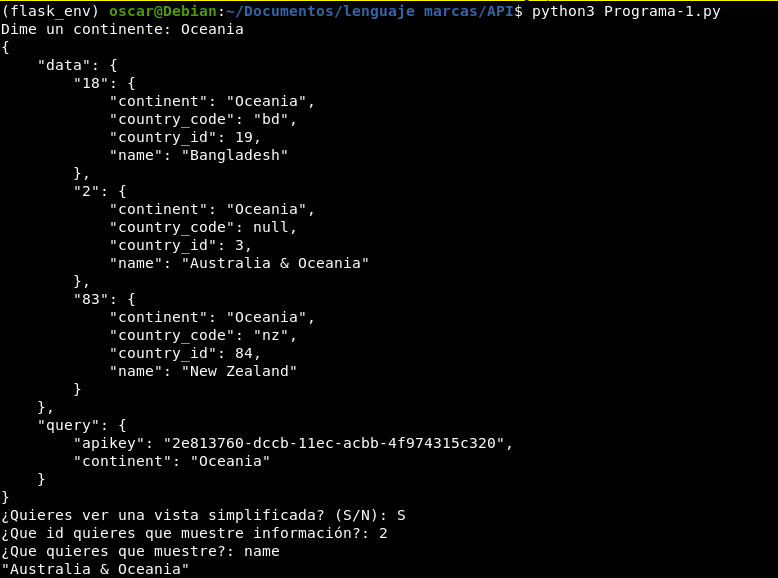 (flask_env) oscar@Debian:~/Documentos/lenguaje marcas/API$ python3 Programa-1.py
Dime un continente: Oceania
{
    "data": {
        "18": {
            "continent": "Oceania",
            "country_code": "bd",
            "country_id": 19,
            "name": "Bangladesh"
        },
        "2": {
            "continent": "Oceania",
            "country_code": null,
            "country_id": 3,
            "name": "Australia & Oceania"
        },
        "83": {
            "continent": "Oceania",
            "country_code": "nz",
            "country_id": 84,
            "name": "New Zealand"
        }
    },
    "query": {
        "apikey": "2e813760-dccb-11ec-acbb-4f974315c320",
        "continent": "Oceania"
    }
}
¿Quieres ver una vista simplificada? (S/N): S
¿Que id quieres que muestre información?: 2
¿Que quieres que muestre?: name
"Australia & Oceania"